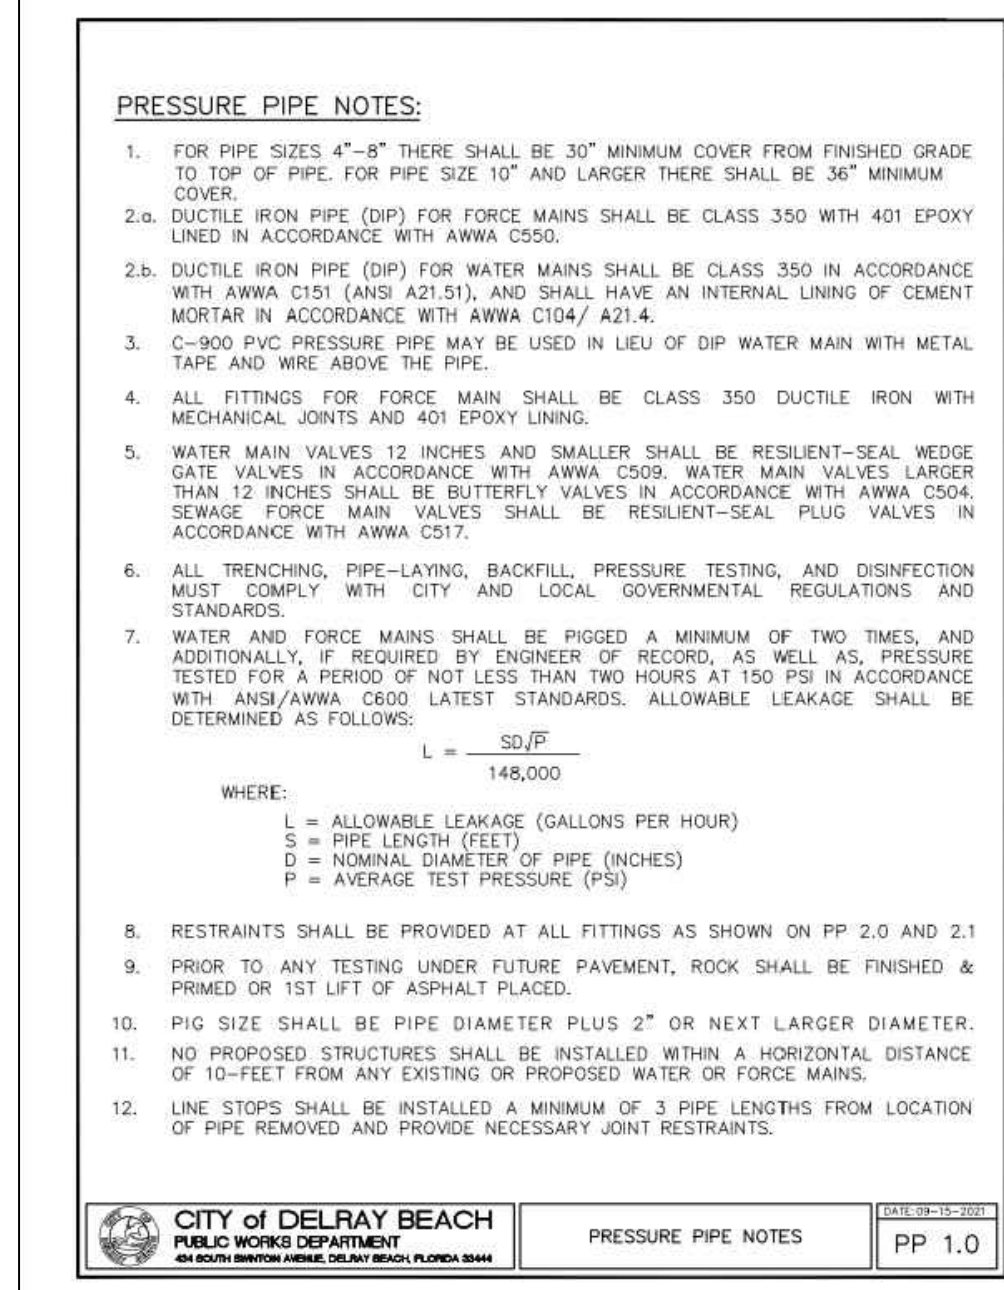 PRESSURE PIPE NOTES:
1. FOR PIPE SIZES 4"-8" THERE SHALL BE 30" MINIMUM COVER FROM FINISHED GRADE
TO TOP OF PIPE. FOR PIPE SIZE 10" AND LARGER THERE SHALL BE 36" MINIMUM
COVER.
2.a. DUCTILE IRON PIPE (DIP) FOR FORCE MAINS SHALL BE CLASS 350 WITH 401 EPOXY
LINED IN ACCORDANCE WITH AWWA C550.
2.b. DUCTILE IRON PIPE (DIP) FOR WATER MAINS SHALL BE CLASS 350 IN ACCORDANCE
WITH AWWA C151 (ANSI A21.51), AND SHALL HAVE AN INTERNAL LINING OF CEMENT
MORTAR IN ACCORDANCE WITH AWWA C104/ A21.4.
3. C-900 PVC PRESSURE PIPE MAY BE USED IN LIEU OF DIP WATER MAIN WITH METAL
TAPE AND WIRE ABOVE THE PIPE.
4. ALL FITTINGS FOR FORCE MAIN SHALL BE CLASS 350 DUCTILE IRON WITH
MECHANICAL JOINTS AND 401 EPOXY LINING.
5. WATER MAIN VALVES 12 INCHES AND SMALLER SHALL BE RESILIENT-SEAL WEDGE
GATE VALVES IN ACCORDANCE WITH AWWA C509. WATER MAIN VALVES LARGER
THAN 12 INCHES SHALL BE BUTTERFLY VALVES IN ACCORDANCE WITH AWWA C504.
SEWAGE FORCE MAIN VALVES SHALL BE RESILIENT-SEAL PLUG VALVES IN
ACCORDANCE WITH AWWA C517.
6. ALL TRENCHING, PIPE-LAYING, BACKFILL, PRESSURE TESTING, AND DISINFECTION
MUST COMPLY WITH CITY AND LOCAL GOVERNMENTAL REGULATIONS AND
STANDARDS.
7. WATER AND FORCE MAINS SHALL BE PIGGED A MINIMUM OF TWO TIMES, AND
ADDITIONALLY, IF REQUIRED BY ENGINEER OF RECORD, AS WELL AS, PRESSURE
TESTED FOR A PERIOD OF NOT LESS THAN TWO HOURS AT 150 PSI IN ACCORDANCE
WITH ANSI/AWWA C600 LATEST STANDARDS. ALLOWABLE LEAKAGE SHALL BE
DETERMINED AS FOLLOWS:
L = SD√P
148,000
WHERE:
L = ALLOWABLE LEAKAGE (GALLONS PER HOUR)
S = PIPE LENGTH (FEET)
D = NOMINAL DIAMETER OF PIPE (INCHES)
P = AVERAGE TEST PRESSURE (PSI)
8. RESTRAINTS SHALL BE PROVIDED AT ALL FITTINGS AS SHOWN ON PP 2.0 AND 2.1
9. PRIOR TO ANY TESTING UNDER FUTURE PAVEMENT, ROCK SHALL BE FINISHED &
PRIMED OR 1ST LIFT OF ASPHALT PLACED.
10. PIG SIZE SHALL BE PIPE DIAMETER PLUS 2" OR NEXT LARGER DIAMETER.
11. NO PROPOSED STRUCTURES SHALL BE INSTALLED WITHIN A HORIZONTAL DISTANCE
OF 10-FEET FROM ANY EXISTING OR PROPOSED WATER OR FORCE MAINS.
12. LINE STOPS SHALL BE INSTALLED A MINIMUM OF 3 PIPE LENGTHS FROM LOCATION
OF PIPE REMOVED AND PROVIDE NECESSARY JOINT RESTRAINTS.
CITY of DELRAY BEACH
PUBLIC WORKS DEPARTMENT
434 SOUTH SWINTON AVENUE, DELRAY BEACH, FLORIDA 33444
PRESSURE PIPE NOTES
DATE: 09-15-2021
PP 1.0